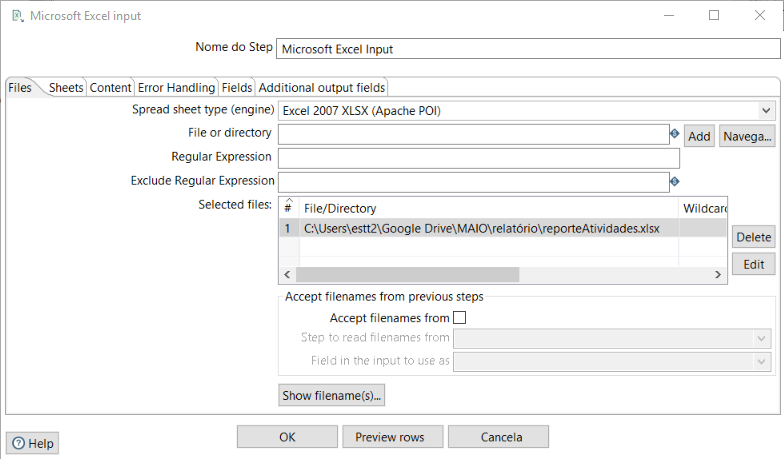 Microsoft Excel input
Nome do Step Microsoft Excel Input
Files Sheets Content Error Handling Fields Additional output fields
Spread sheet type (engine) Excel 2007 XLSX (Apache POI)
File or directory Add Navega...
Regular Expression
Exclude Regular Expression
Selected files: # File/Directory Wildcard
1 C:\Users\estt2\Google Drive\MAIO\relatório\reporteAtividades.xlsx
Delete
Edit
Accept filenames from previous steps
Accept filenames from
Step to read filenames from
Field in the input to use as
Show filename(s)...
Help OK Preview rows Cancela